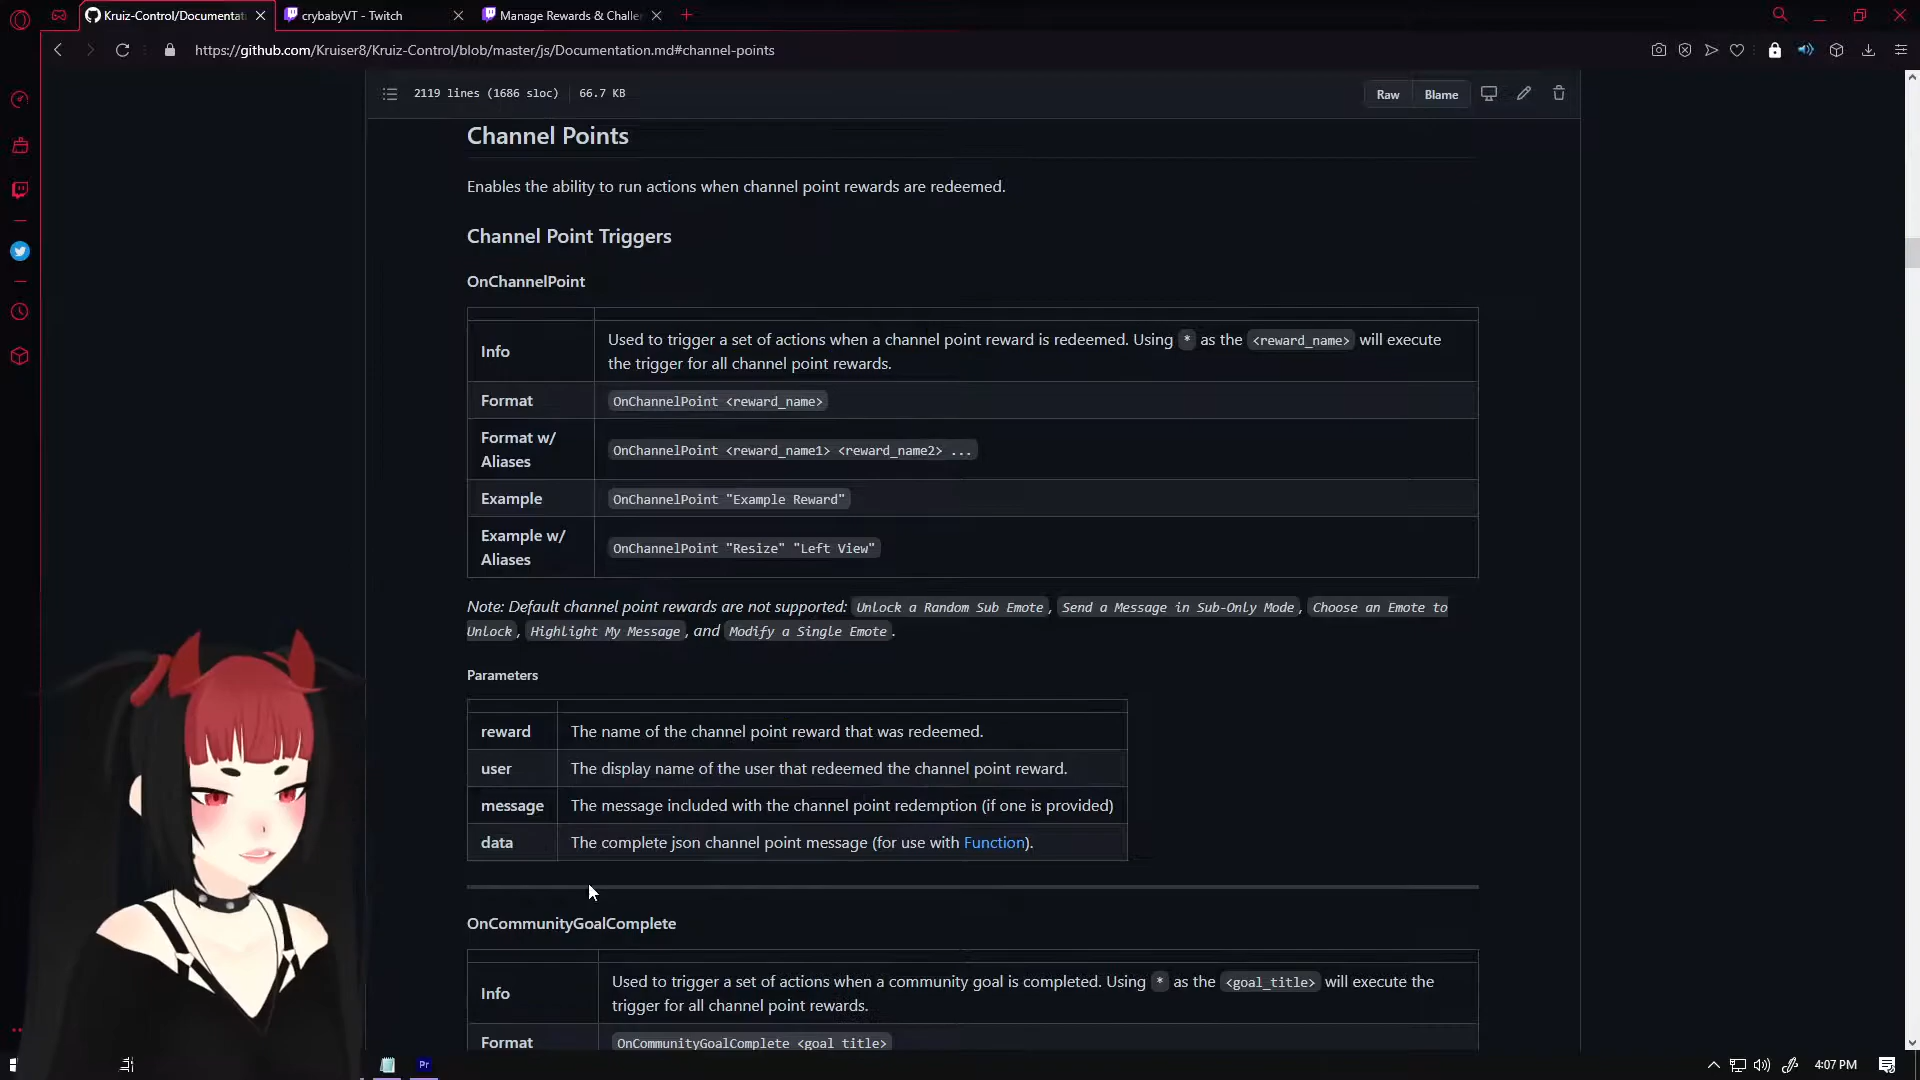 Kruiz-Control/Documentat
crybabyVT - Twitch
Manage Rewards & Challe
https://github.com/Kruiser8/Kruiz-Control/blob/master/js/Documentation.md#channel-points
2119 lines (1686 sloc) 66.7 KB Raw Blame
Channel Points
Enables the ability to run actions when channel point rewards are redeemed.
Channel Point Triggers
OnChannelPoint
Info Used to trigger a set of actions when a channel point reward is redeemed. Using * as the <reward_name> will execute
the trigger for all channel point rewards.
Format OnChannelPoint <reward_name>
Format w/
Aliases OnChannelPoint <reward_name1> <reward_name2> ...
Example OnChannelPoint "Example Reward"
Example w/
Aliases OnChannelPoint "Resize" "Left View"
Note: Default channel point rewards are not supported: Unlock a Random Sub Emote, Send a Message in Sub-Only Mode, Choose an Emote to
Unlock, Highlight My Message, and Modify a Single Emote.
Parameters
reward The name of the channel point reward that was redeemed.
user The display name of the user that redeemed the channel point reward.
message The message included with the channel point redemption (if one is provided)
data The complete json channel point message (for use with Function).
OnCommunityGoalComplete
Info Used to trigger a set of actions when a community goal is completed. Using * as the <goal_title> will execute the
trigger for all channel point rewards.
Format OnCommunityGoalComplete <goal title>
Pr
4:07 PM